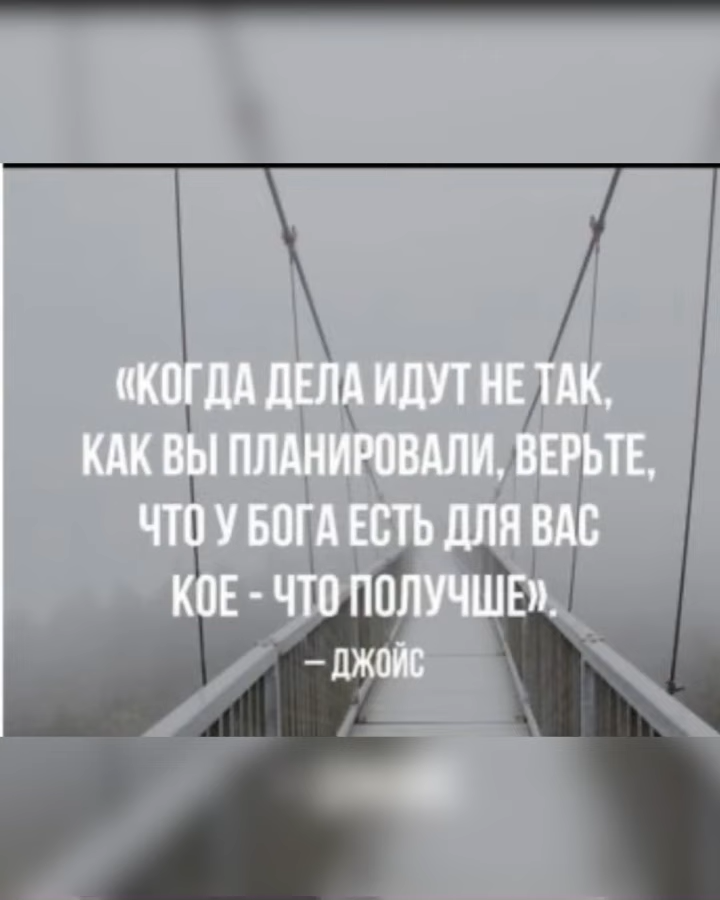 «КОГДА ДЕЛА ИДУТ НЕ ТАК,
КАК ВЫ ПЛАНИРОВАЛИ, ВЕРЬТЕ,
ЧТО У БОГА ЕСТЬ ДЛЯ ВАС
КОЕ - ЧТО ПОЛУЧШЕ».
– ДЖОЙС